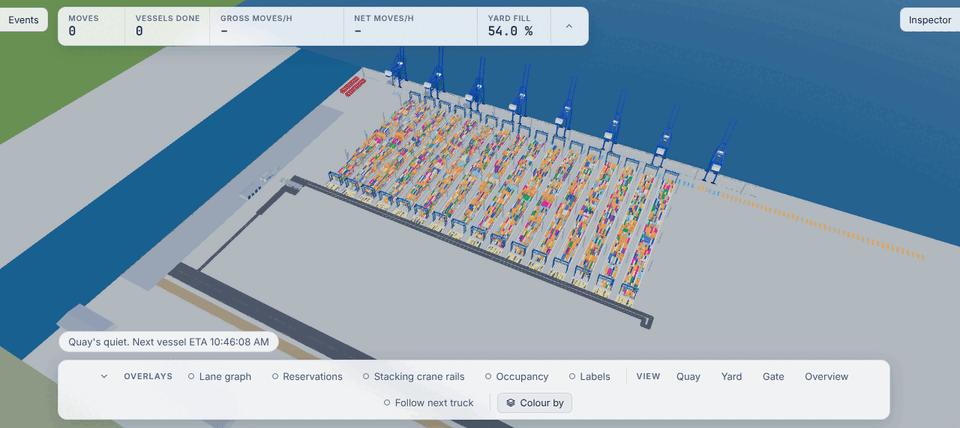 Events
MOVES
0
VESSELS DONE
0
GROSS MOVES/H
–
NET MOVES/H
–
YARD FILL
54.0 %
Inspector
Quay's quiet. Next vessel ETA 10:46:08 AM
OVERLAYS Lane graph Reservations Stacking crane rails Occupancy Labels VIEW Quay Yard Gate Overview
Follow next truck Colour by